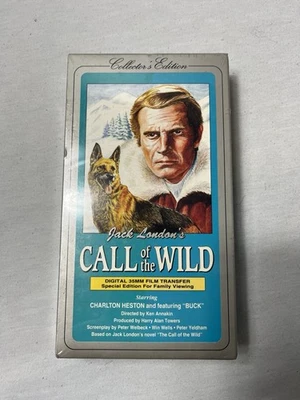 Collector's Edition
Jack London's
CALL of the WILD
DIGITAL 35MM FILM TRANSFER
Special Edition For Family Viewing
Starring
CHARLTON HESTON and featuring "BUCK"
Directed by Ken Annakin
Produced by Harry Alan Towers
Screenplay by Peter Welbeck • Win Wells • Peter Yeldham
Based on Jack London's novel "The Call of the Wild"